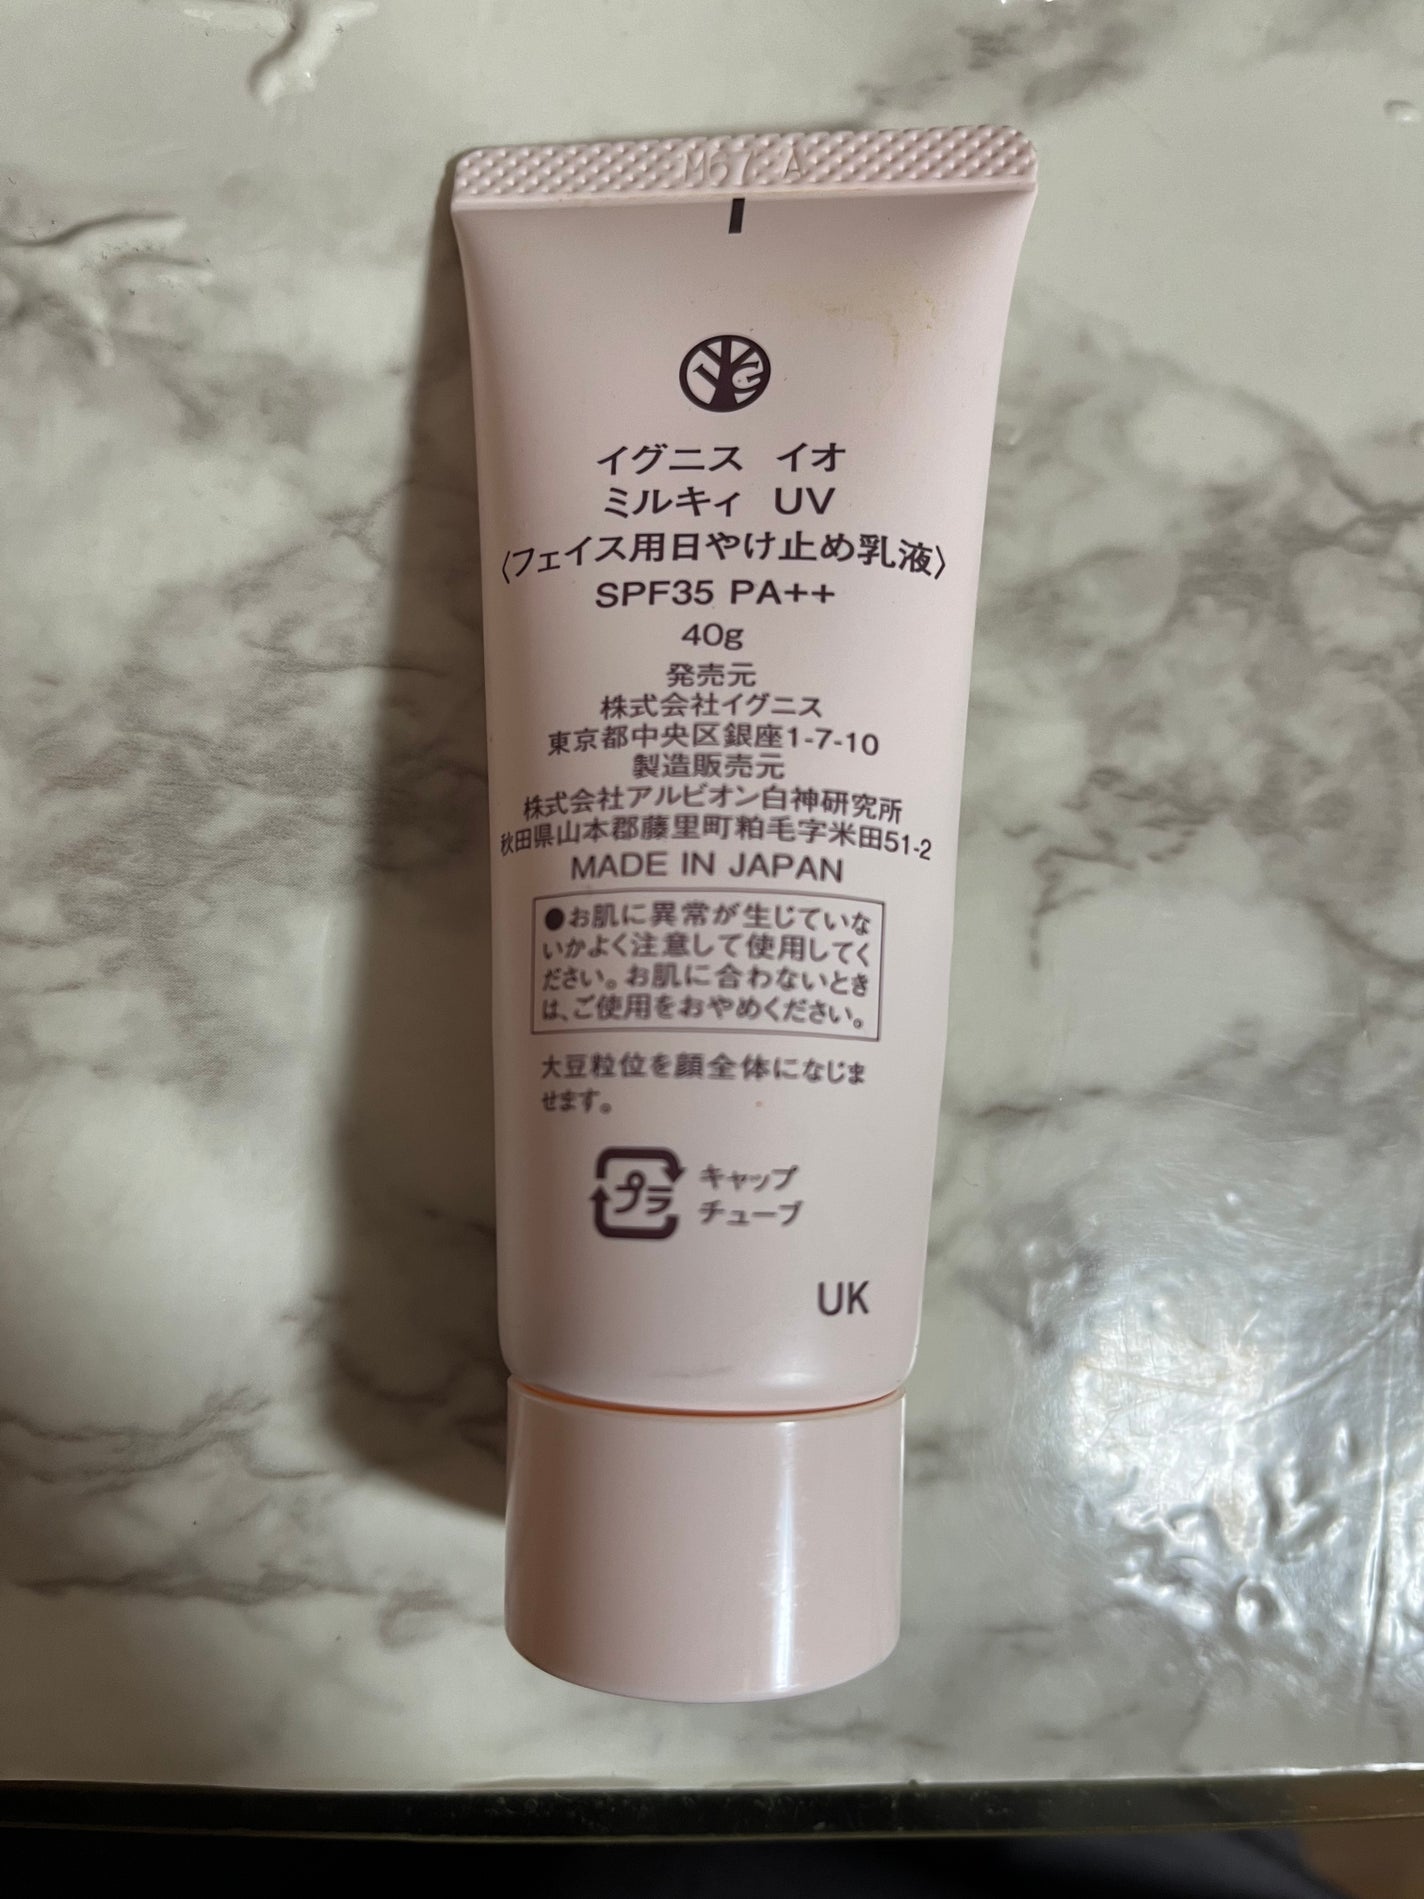 M67 A
IG
イグニス イオ
ミルキィ UV
〈フェイス用日やけ止め乳液〉
SPF35 PA++
40g
発売元
株式会社イグニス
東京都中央区銀座1-7-10
製造販売元
株式会社アルビオン白神研究所
秋田県山本郡藤里町粕毛字米田51-2
MADE IN JAPAN
●お肌に異常が生じていな
いかよく注意して使用してく
ださい。お肌に合わないとき
は、ご使用をおやめください。
大豆粒位を顔全体になじま
せます。
プラ キャップ
チューブ
UK